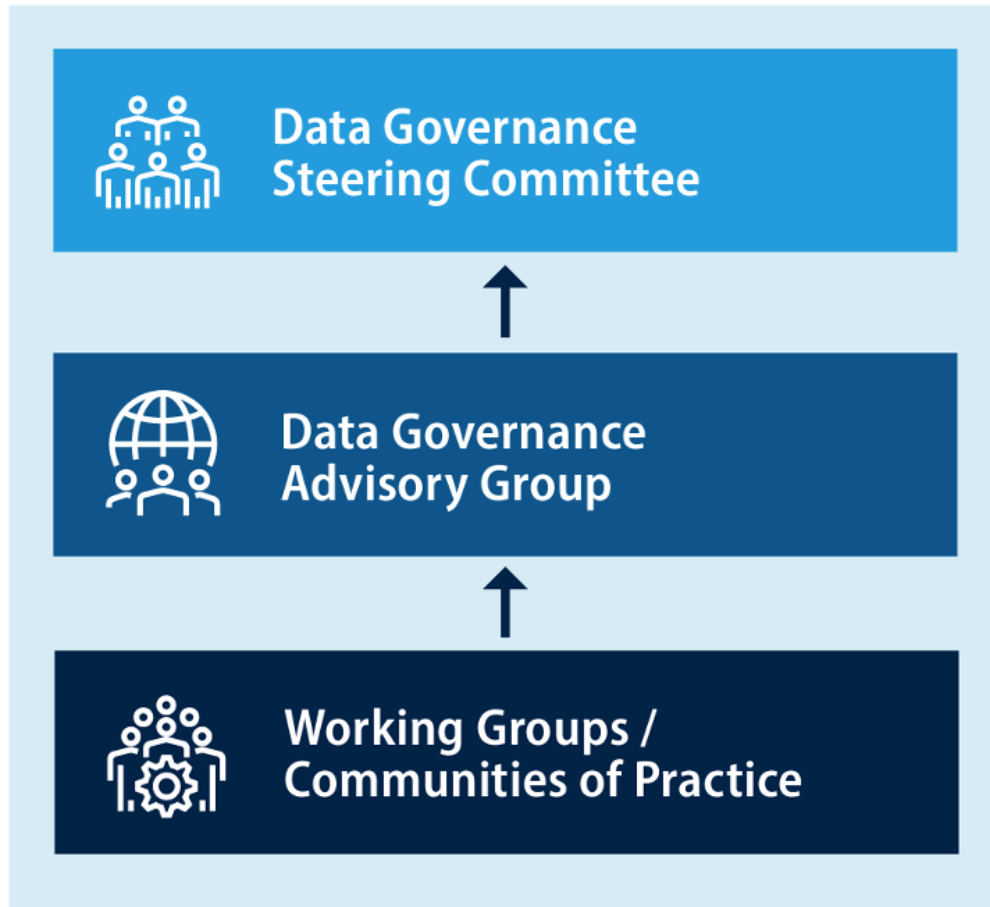 Data Governance
Steering Committee
Data Governance
Advisory Group
Working Groups /
Communities of Practice